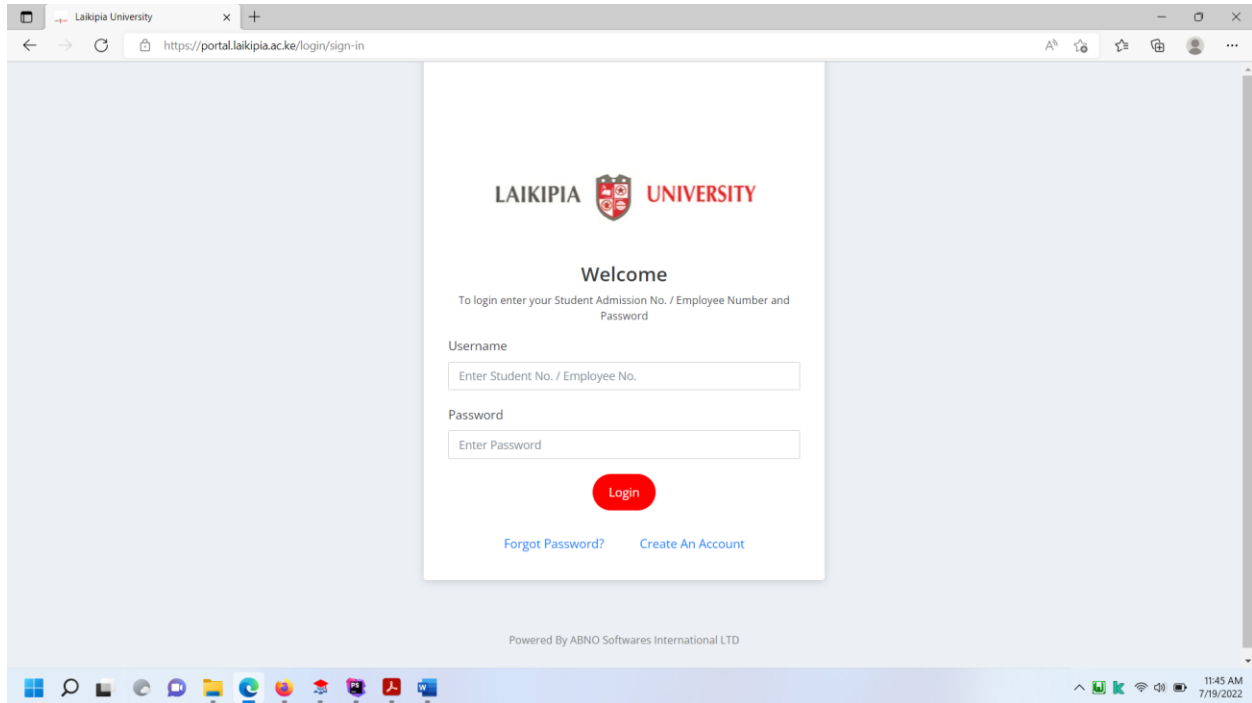 Laikipia University
https://portal.laikipia.ac.ke/login/sign-in
LAIKIPIA UNIVERSITY
Welcome
To login enter your Student Admission No. / Employee Number and
Password
Username
Enter Student No. / Employee No.
Password
Enter Password
Login
Forgot Password? Create An Account
Powered By ABNO Softwares International LTD
11:45 AM
7/19/2022